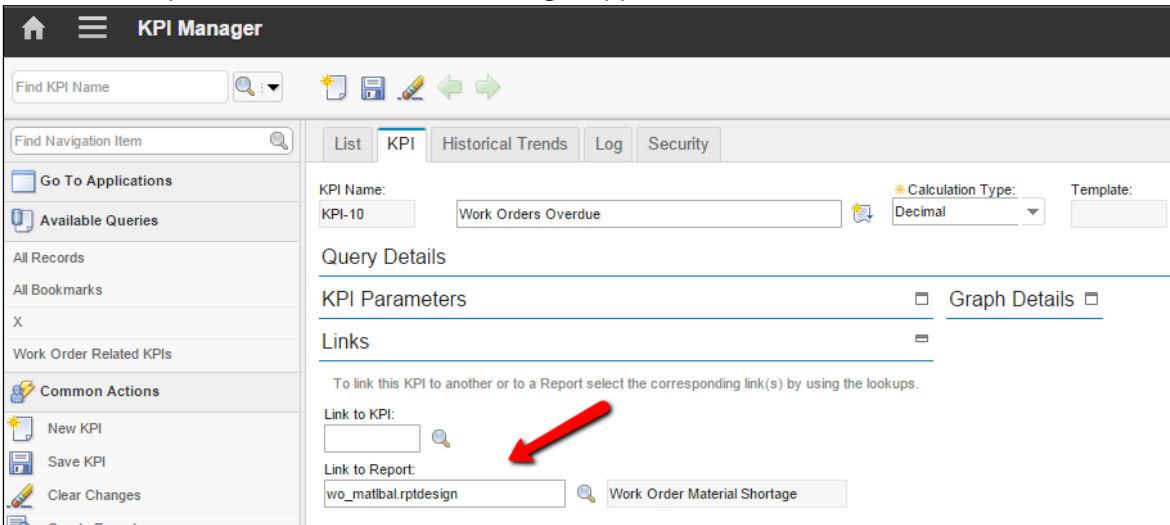 KPI Manager
Find KPI Name
Find Navigation Item
Go To Applications
Available Queries
All Records
All Bookmarks
X
Work Order Related KPIs
Common Actions
New KPI
Save KPI
Clear Changes
List KPI Historical Trends Log Security
KPI Name: Calculation Type: Template:
KPI-10 Work Orders Overdue Decimal
Query Details
KPI Parameters Graph Details
Links
To link this KPI to another or to a Report select the corresponding link(s) by using the lookups.
Link to KPI:
Link to Report:
wo_matlbal.rptdesign Work Order Material Shortage